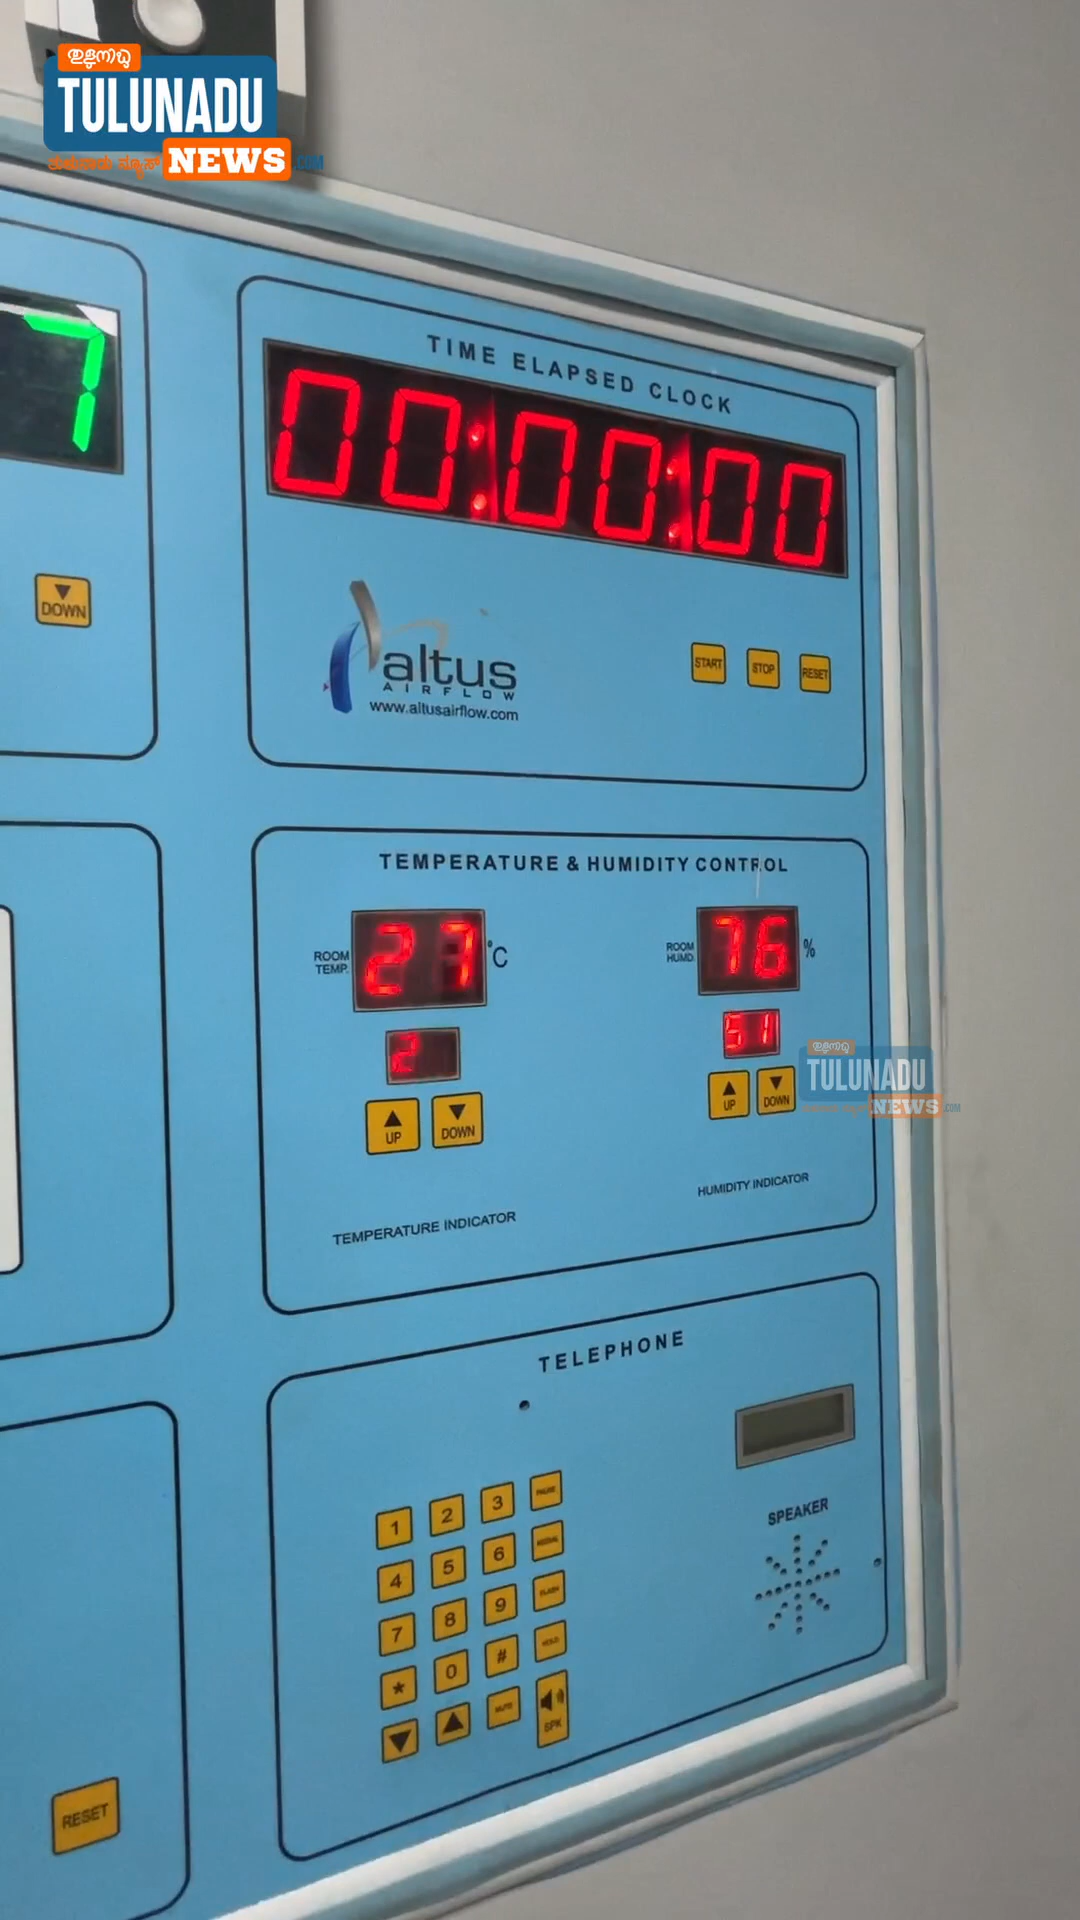 തുളുനാടു
TULUNADU
ತುಳುನಾಡು ನ್ಯೂಸ್ NEWS.COM
7
DOWN
TIME ELAPSED CLOCK
00:00:00
altus
AIRFLOW
www.altusairflow.com
START STOP RESET
TEMPERATURE & HUMIDITY CONTROL
ROOM TEMP. 27 °C
ROOM HUMD. 76 %
2
51
UP DOWN
UP DOWN
TEMPERATURE INDICATOR
HUMIDITY INDICATOR
TULUNADU
NEWS.COM
TELEPHONE
1 2 3 PAUSE
4 5 6
7 8 9 FLASH
* 0 # HOLD
MUTE SPK
SPEAKER
RESET